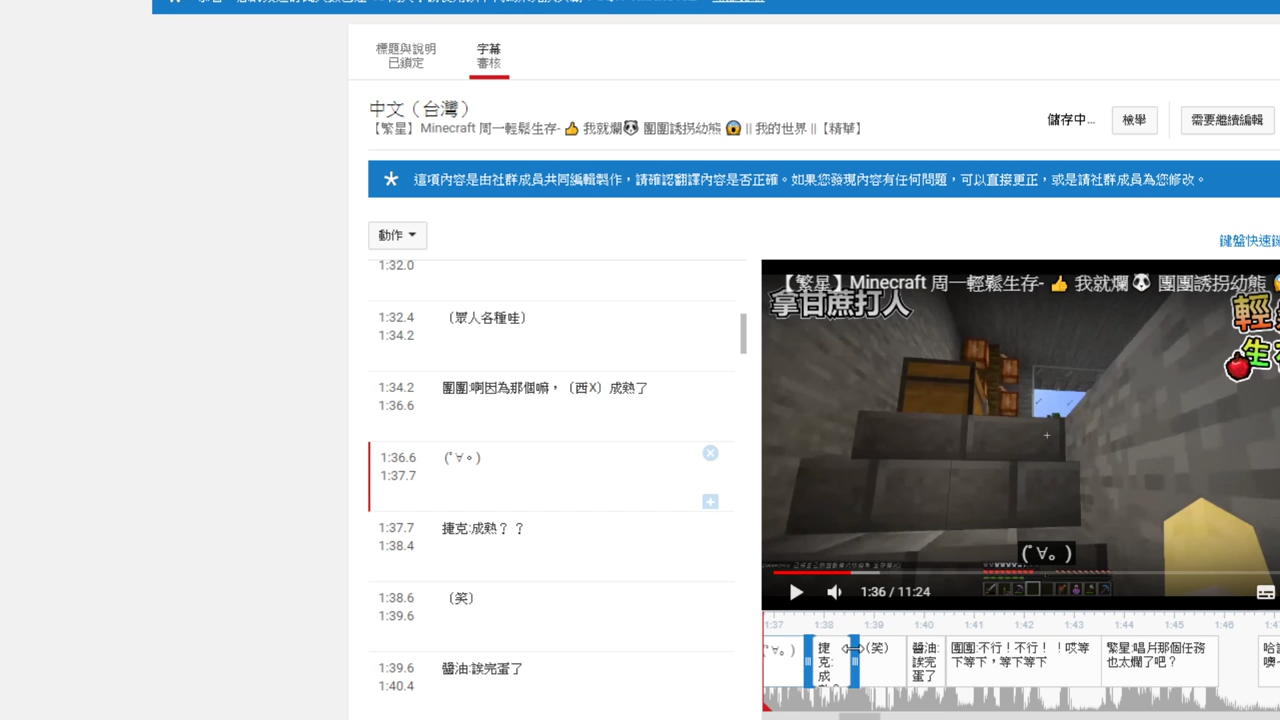 標題與說明
已鎖定
字幕
審核
中文（台灣）
【繁星】Minecraft 周一輕鬆生存-👍 我就爛🐼 團團誘拐幼熊 😱 || 我的世界 ||【精華】
儲存中...
檢舉
需要繼續編輯
這項內容是由社群成員共同編輯製作，請確認翻譯內容是否正確。如果您發現內容有任何問題，可以直接更正，或是請社群成員為您修改。
動作
鍵盤快速鍵
1:32.0
1:32.4
（眾人各種哇）
1:34.2
1:34.2
團團:啊因為那個嘛，（西X）成熟了
1:36.6
1:36.6
(ﾟ∀。)
1:37.7
1:37.7
捷克:成熟？？
1:38.4
1:38.6
（笑）
1:39.6
1:39.6
醬油:誒完蛋了
1:40.4
【繁星】Minecraft 周一輕鬆生存- 👍 我就爛🐼 團團誘拐幼熊
拿甘蔗打人
輕
生存
(ﾟ∀。)
1:36 / 11:24
1:37 1:38 1:39 1:40 1:41 1:42 1:43 1:44 1:45 1:46
ﾟ∀。)
捷
克:
成
（笑）
醬油:
誒完
蛋了
團團:不行！不行！！哎等
下等下，等下等下
繁星:唱片那個任務
也太爛了吧？